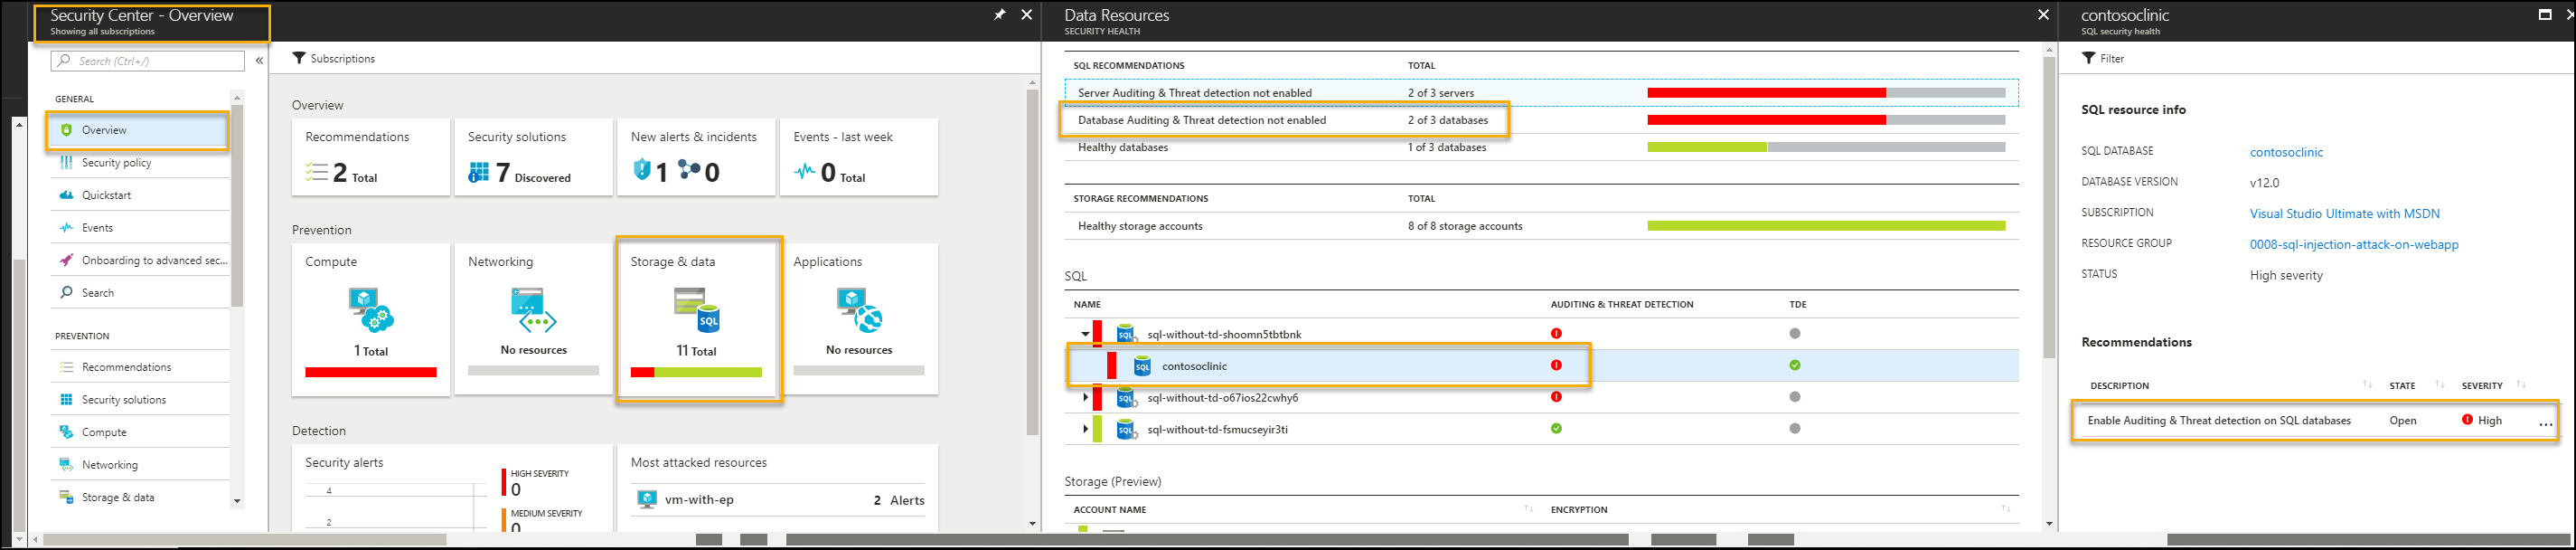 Security Center - Overview
Showing all subscriptions
Search (Ctrl+/)
«
GENERAL
Overview
Security policy
Quickstart
Events
Onboarding to advanced sec...
Search
PREVENTION
Recommendations
Security solutions
Compute
Networking
Storage & data
Subscriptions
Overview
Recommendations
2 Total
Security solutions
7 Discovered
New alerts & incidents
1 0
Events - last week
0 Total
Prevention
Compute
1 Total
Networking
No resources
Storage & data
SQL
11 Total
Applications
No resources
Detection
Security alerts
4
2
HIGH SEVERITY
0
MEDIUM SEVERITY
0
Most attacked resources
vm-with-ep 2 Alerts
Data Resources
SECURITY HEALTH
SQL RECOMMENDATIONS TOTAL
Server Auditing & Threat detection not enabled 2 of 3 servers
Database Auditing & Threat detection not enabled 2 of 3 databases
Healthy databases 1 of 3 databases
STORAGE RECOMMENDATIONS TOTAL
Healthy storage accounts 8 of 8 storage accounts
SQL
NAME AUDITING & THREAT DETECTION TDE
SQL sql-without-td-shoomn5tbtbnk
SQL contosoclinic
SQL sql-without-td-o67ios22cwhy6
SQL sql-without-td-fsmucseyir3ti
Storage (Preview)
ACCOUNT NAME ENCRYPTION
contosoclinic
SQL security health
Filter
SQL resource info
SQL DATABASE contosoclinic
DATABASE VERSION v12.0
SUBSCRIPTION Visual Studio Ultimate with MSDN
RESOURCE GROUP 0008-sql-injection-attack-on-webapp
STATUS High severity
Recommendations
DESCRIPTION STATE SEVERITY
Enable Auditing & Threat detection on SQL databases Open High ...